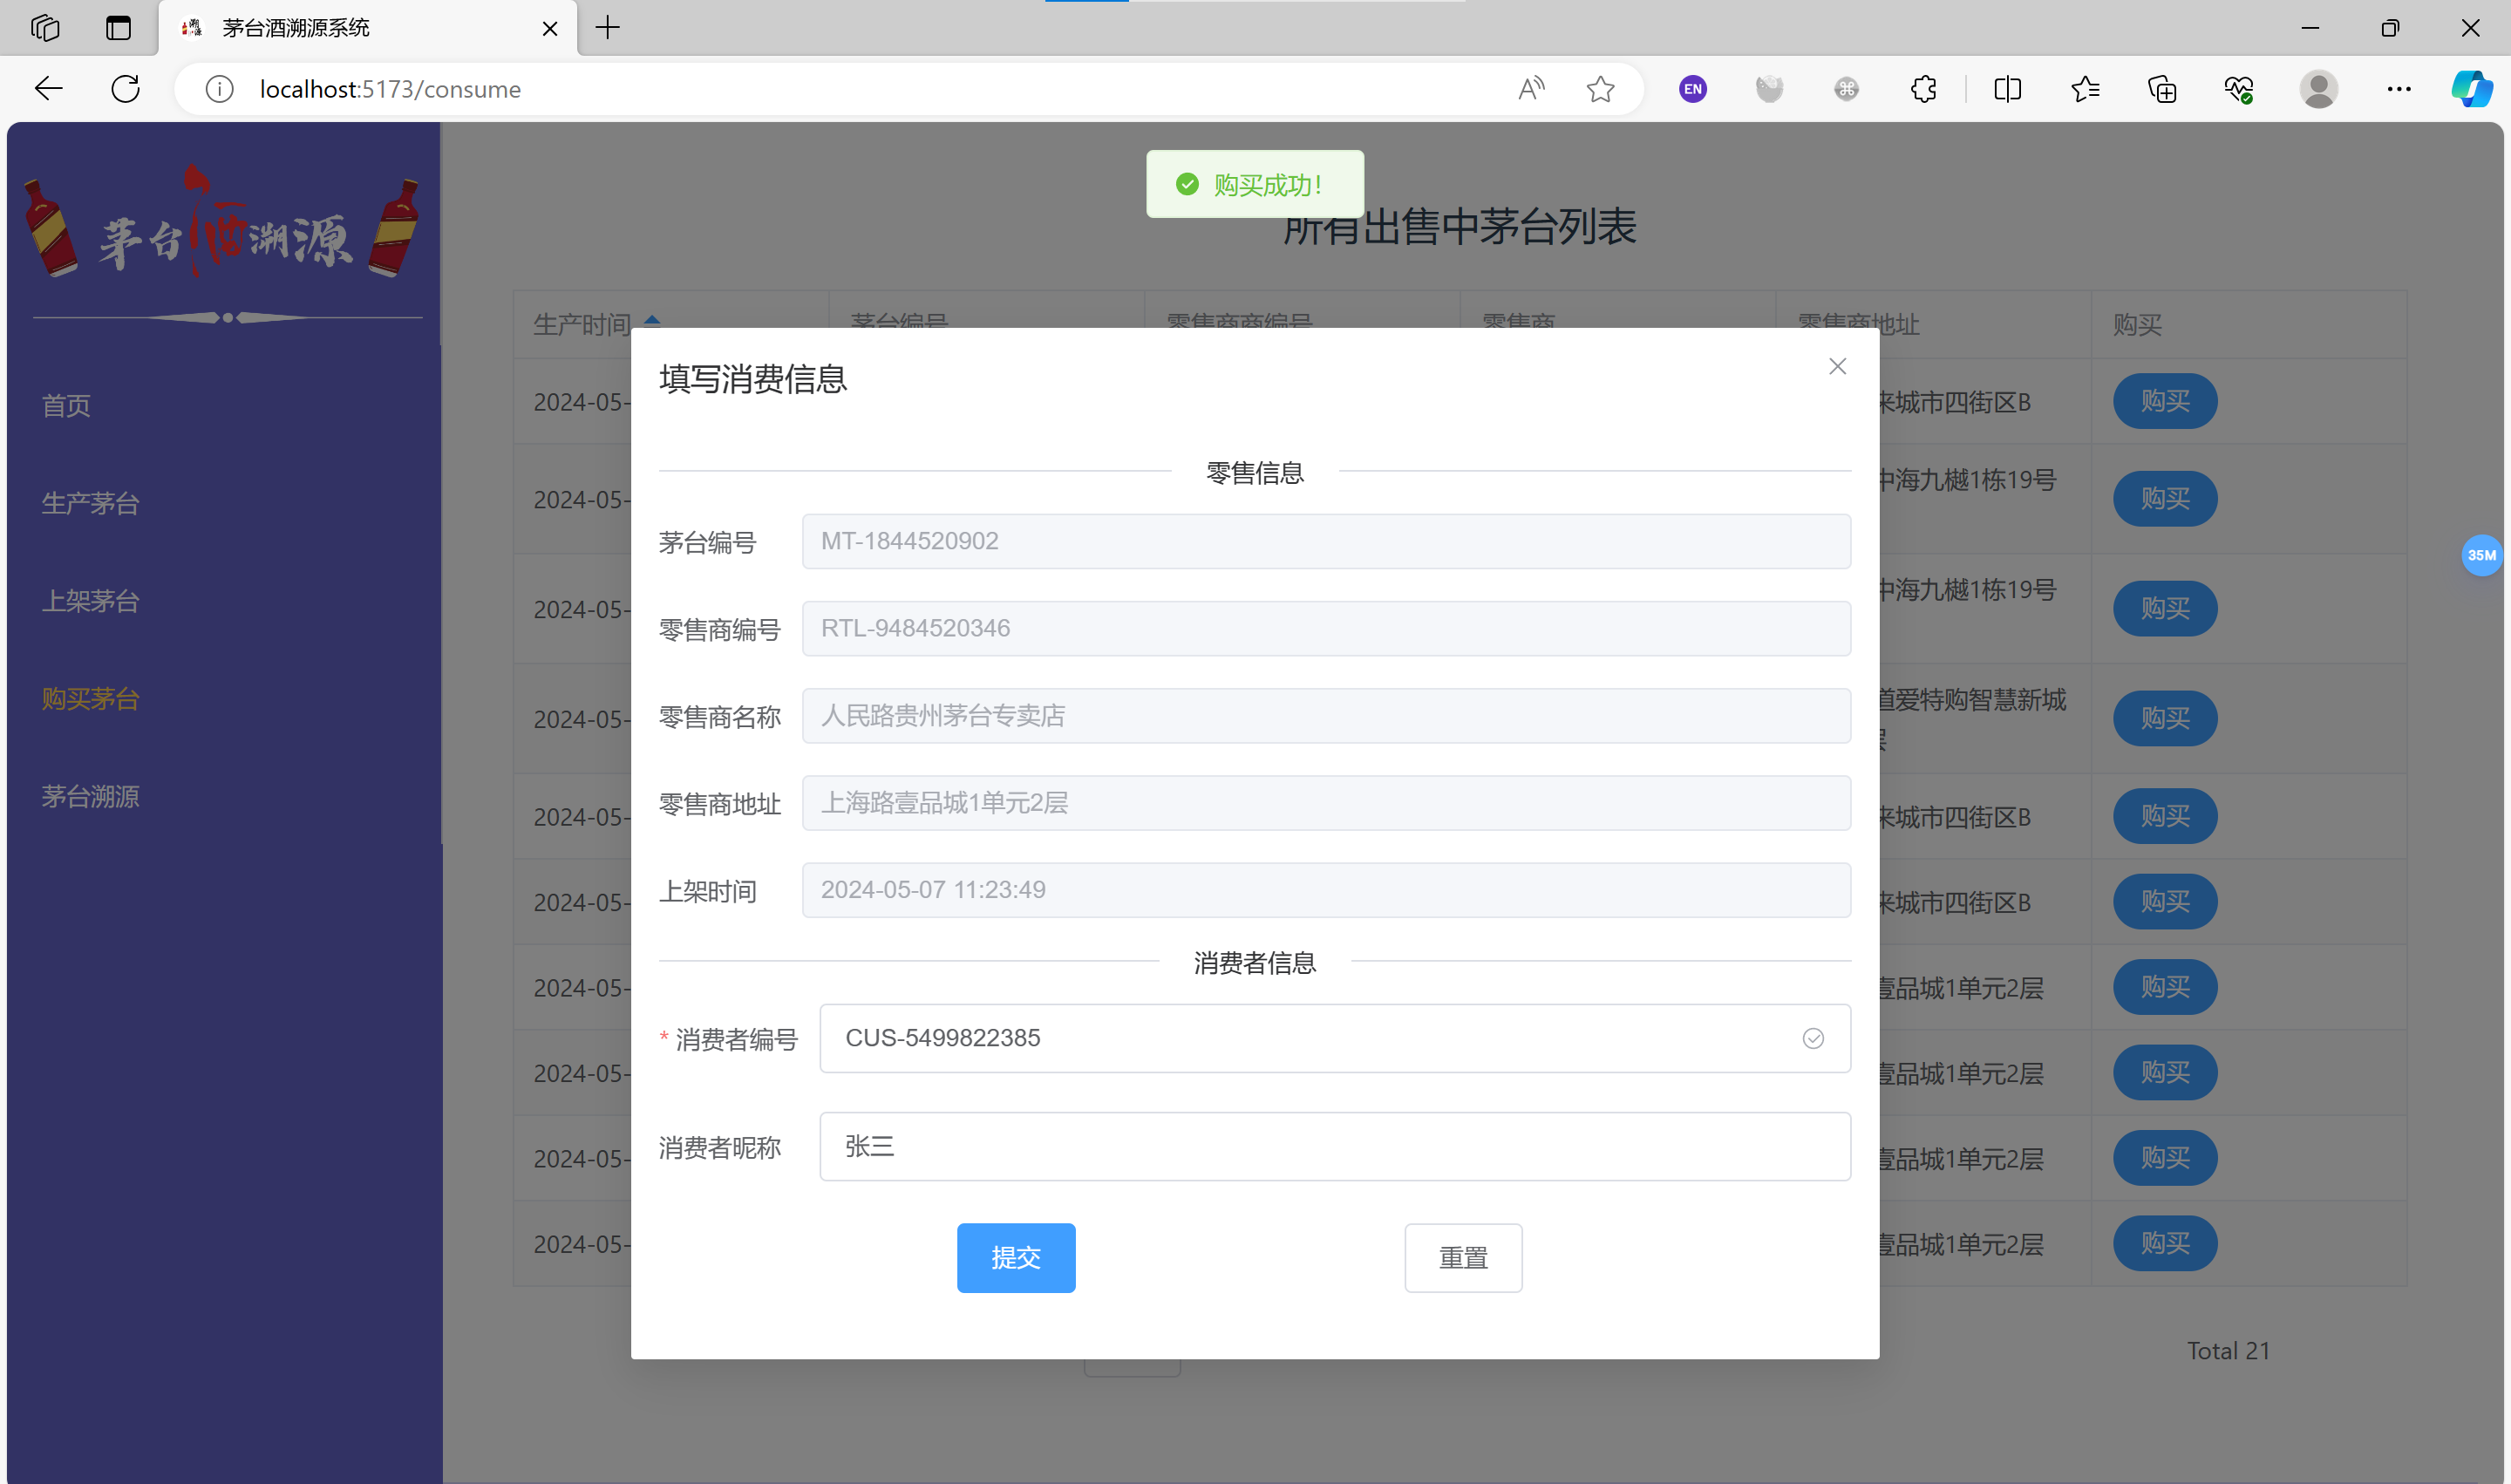 茅台酒溯源系统
localhost:5173/consume
EN
茅台酒溯源
首页
生产茅台
上架茅台
购买茅台
茅台溯源
购买成功!
所有出售中茅台列表
生产时间 茅台编号 零售商商编号 零售商 零售商地址 购买
2024-05- 来城市四街区B 购买
2024-05- 中海九樾1栋19号 购买
2024-05- 中海九樾1栋19号 购买
2024-05- 道爱特购智慧新城 购买
层
2024-05- 来城市四街区B 购买
2024-05- 来城市四街区B 购买
2024-05- 壹品城1单元2层 购买
2024-05- 壹品城1单元2层 购买
2024-05- 壹品城1单元2层 购买
2024-05- 壹品城1单元2层 购买
Total 21
填写消费信息
零售信息
茅台编号 MT-1844520902
零售商编号 RTL-9484520346
零售商名称 人民路贵州茅台专卖店
零售商地址 上海路壹品城1单元2层
上架时间 2024-05-07 11:23:49
消费者信息
* 消费者编号 CUS-5499822385
消费者昵称 张三
提交 重置
35M